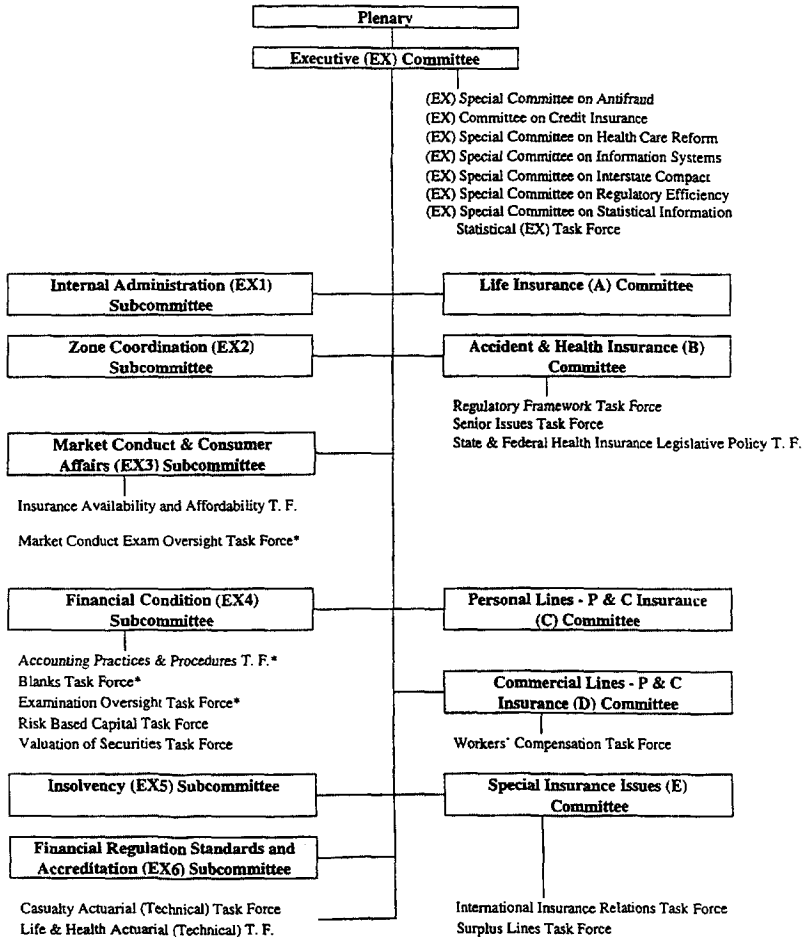 Plenary
Executive (EX) Committee
(EX) Special Committee on Antifraud
(EX) Committee on Credit Insurance
(EX) Special Committee on Health Care Reform
(EX) Special Committee on Information Systems
(EX) Special Committee on Interstate Compact
(EX) Special Committee on Regulatory Efficiency
(EX) Special Committee on Statistical Information
Statistical (EX) Task Force
Internal Administration (EX1)
Subcommittee
Life Insurance (A) Committee
Zone Coordination (EX2)
Subcommittee
Accident & Health Insurance (B)
Committee
Regulatory Framework Task Force
Senior Issues Task Force
State & Federal Health Insurance Legislative Policy T. F.
Market Conduct & Consumer
Affairs (EX3) Subcommittee
Insurance Availability and Affordability T. F.
Market Conduct Exam Oversight Task Force*
Financial Condition (EX4)
Subcommittee
Personal Lines - P & C Insurance
(C) Committee
Accounting Practices & Procedures T. F.*
Blanks Task Force*
Examination Oversight Task Force*
Risk Based Capital Task Force
Valuation of Securities Task Force
Commercial Lines - P & C
Insurance (D) Committee
Workers' Compensation Task Force
Insolvency (EX5) Subcommittee
Special Insurance Issues (E)
Committee
Financial Regulation Standards and
Accreditation (EX6) Subcommittee
Casualty Actuarial (Technical) Task Force
Life & Health Actuarial (Technical) T. F.
International Insurance Relations Task Force
Surplus Lines Task Force